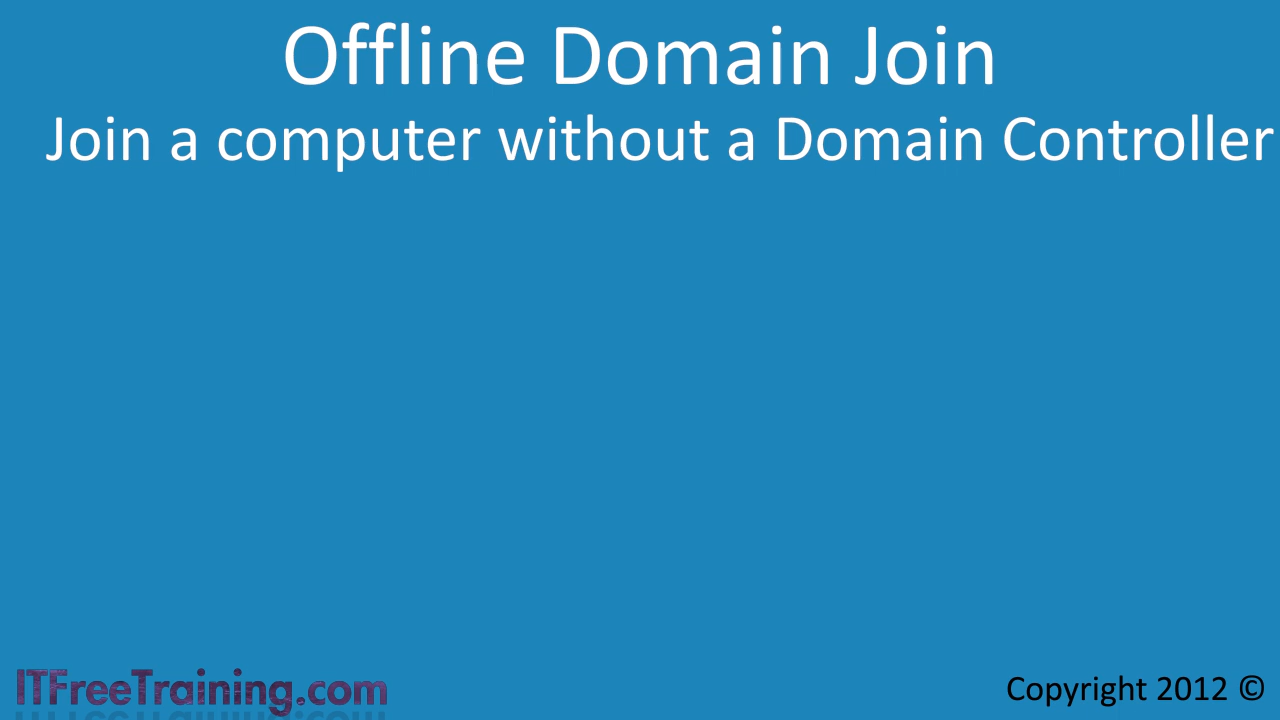 Offline Domain Join
Join a computer without a Domain Controller
ITFreeTraining.com
Copyright 2012 ©